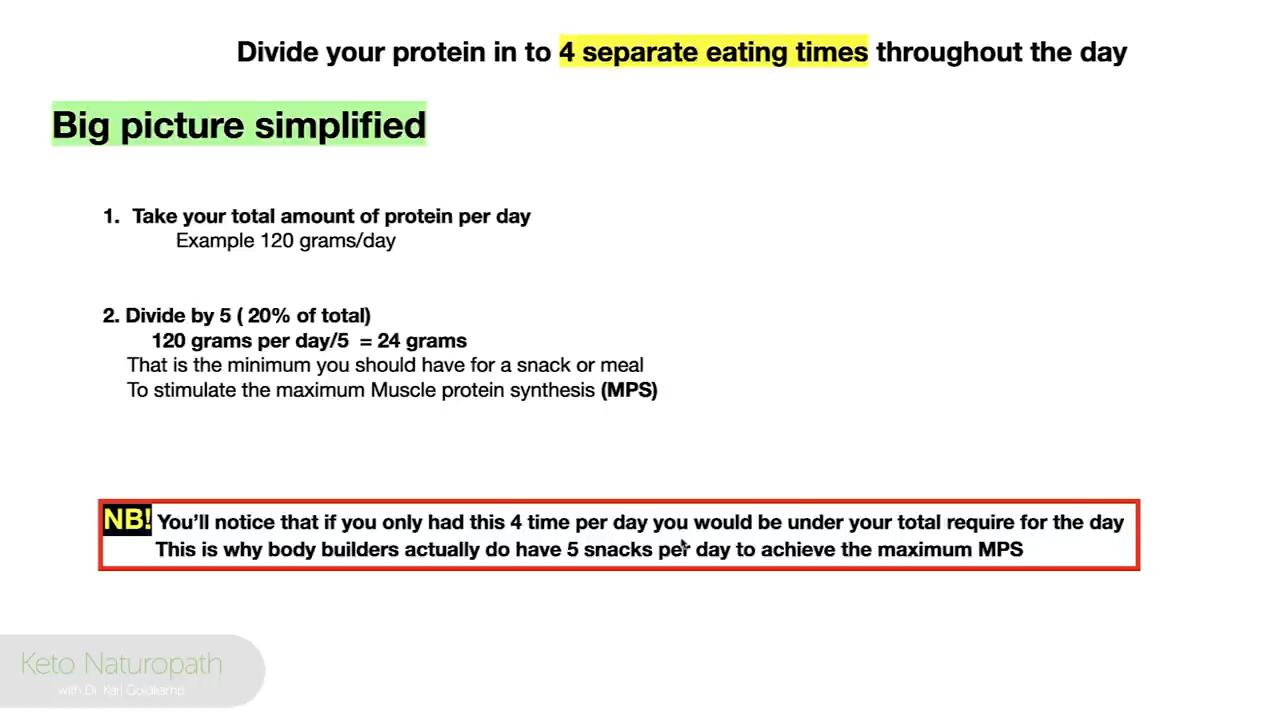 Divide your protein in to 4 separate eating times throughout the day
Big picture simplified
1. Take your total amount of protein per day
Example 120 grams/day
2. Divide by 5 ( 20% of total)
120 grams per day/5 = 24 grams
That is the minimum you should have for a snack or meal
To stimulate the maximum Muscle protein synthesis (MPS)
NB! You'll notice that if you only had this 4 time per day you would be under your total require for the day
This is why body builders actually do have 5 snacks per day to achieve the maximum MPS
Keto Naturopath
with Dr. Karl Goldkamp